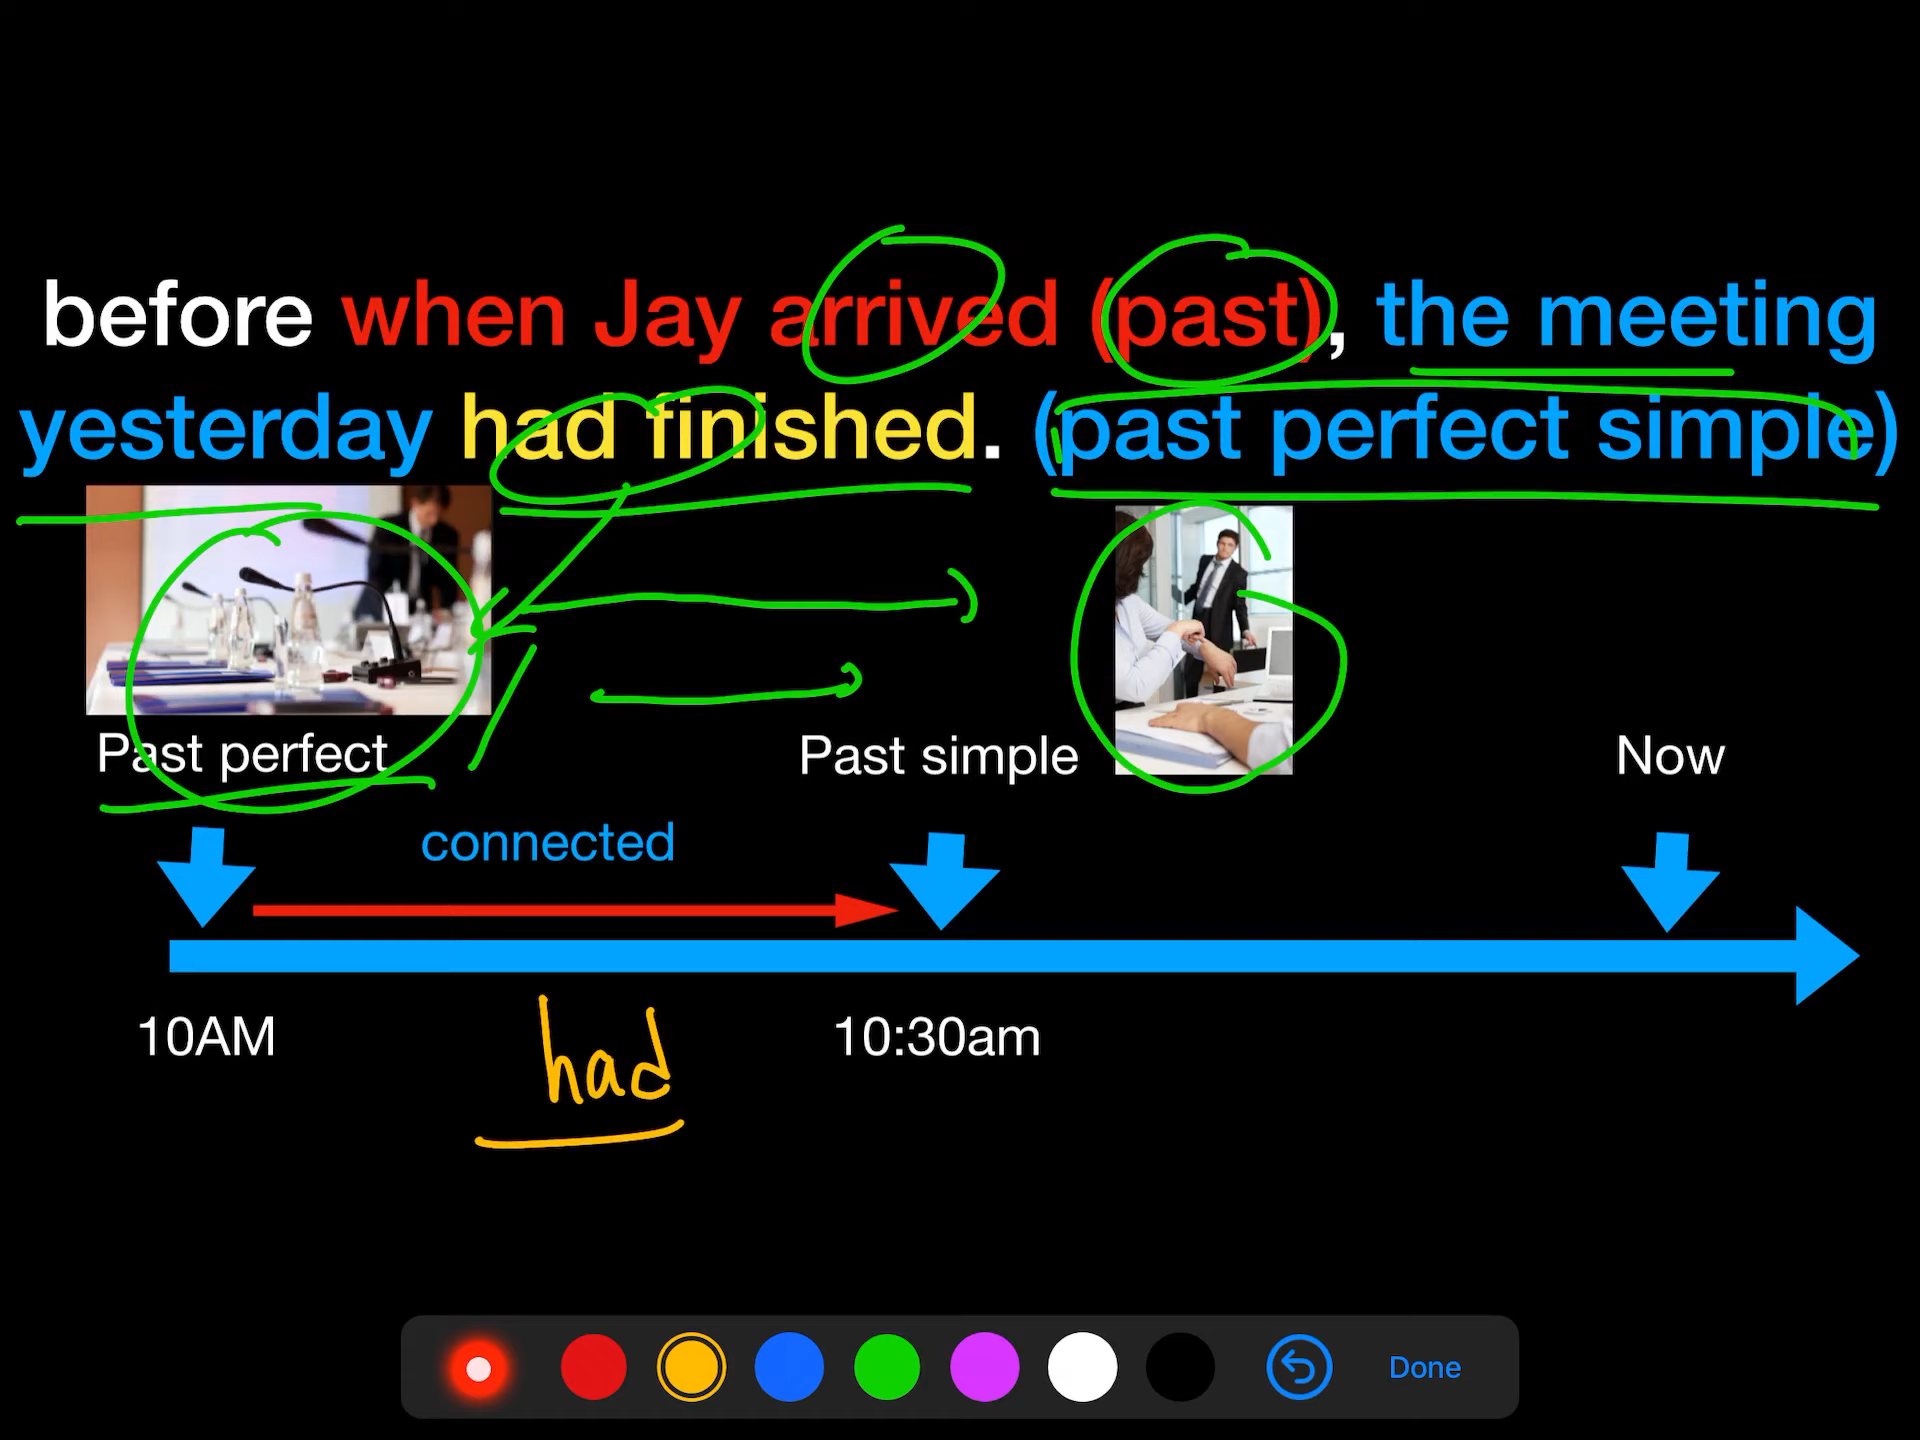 before when Jay arrived (past), the meeting
yesterday had finished. (past perfect simple)
Past perfect
Past simple
Now
connected
10AM
10:30am
had
Done